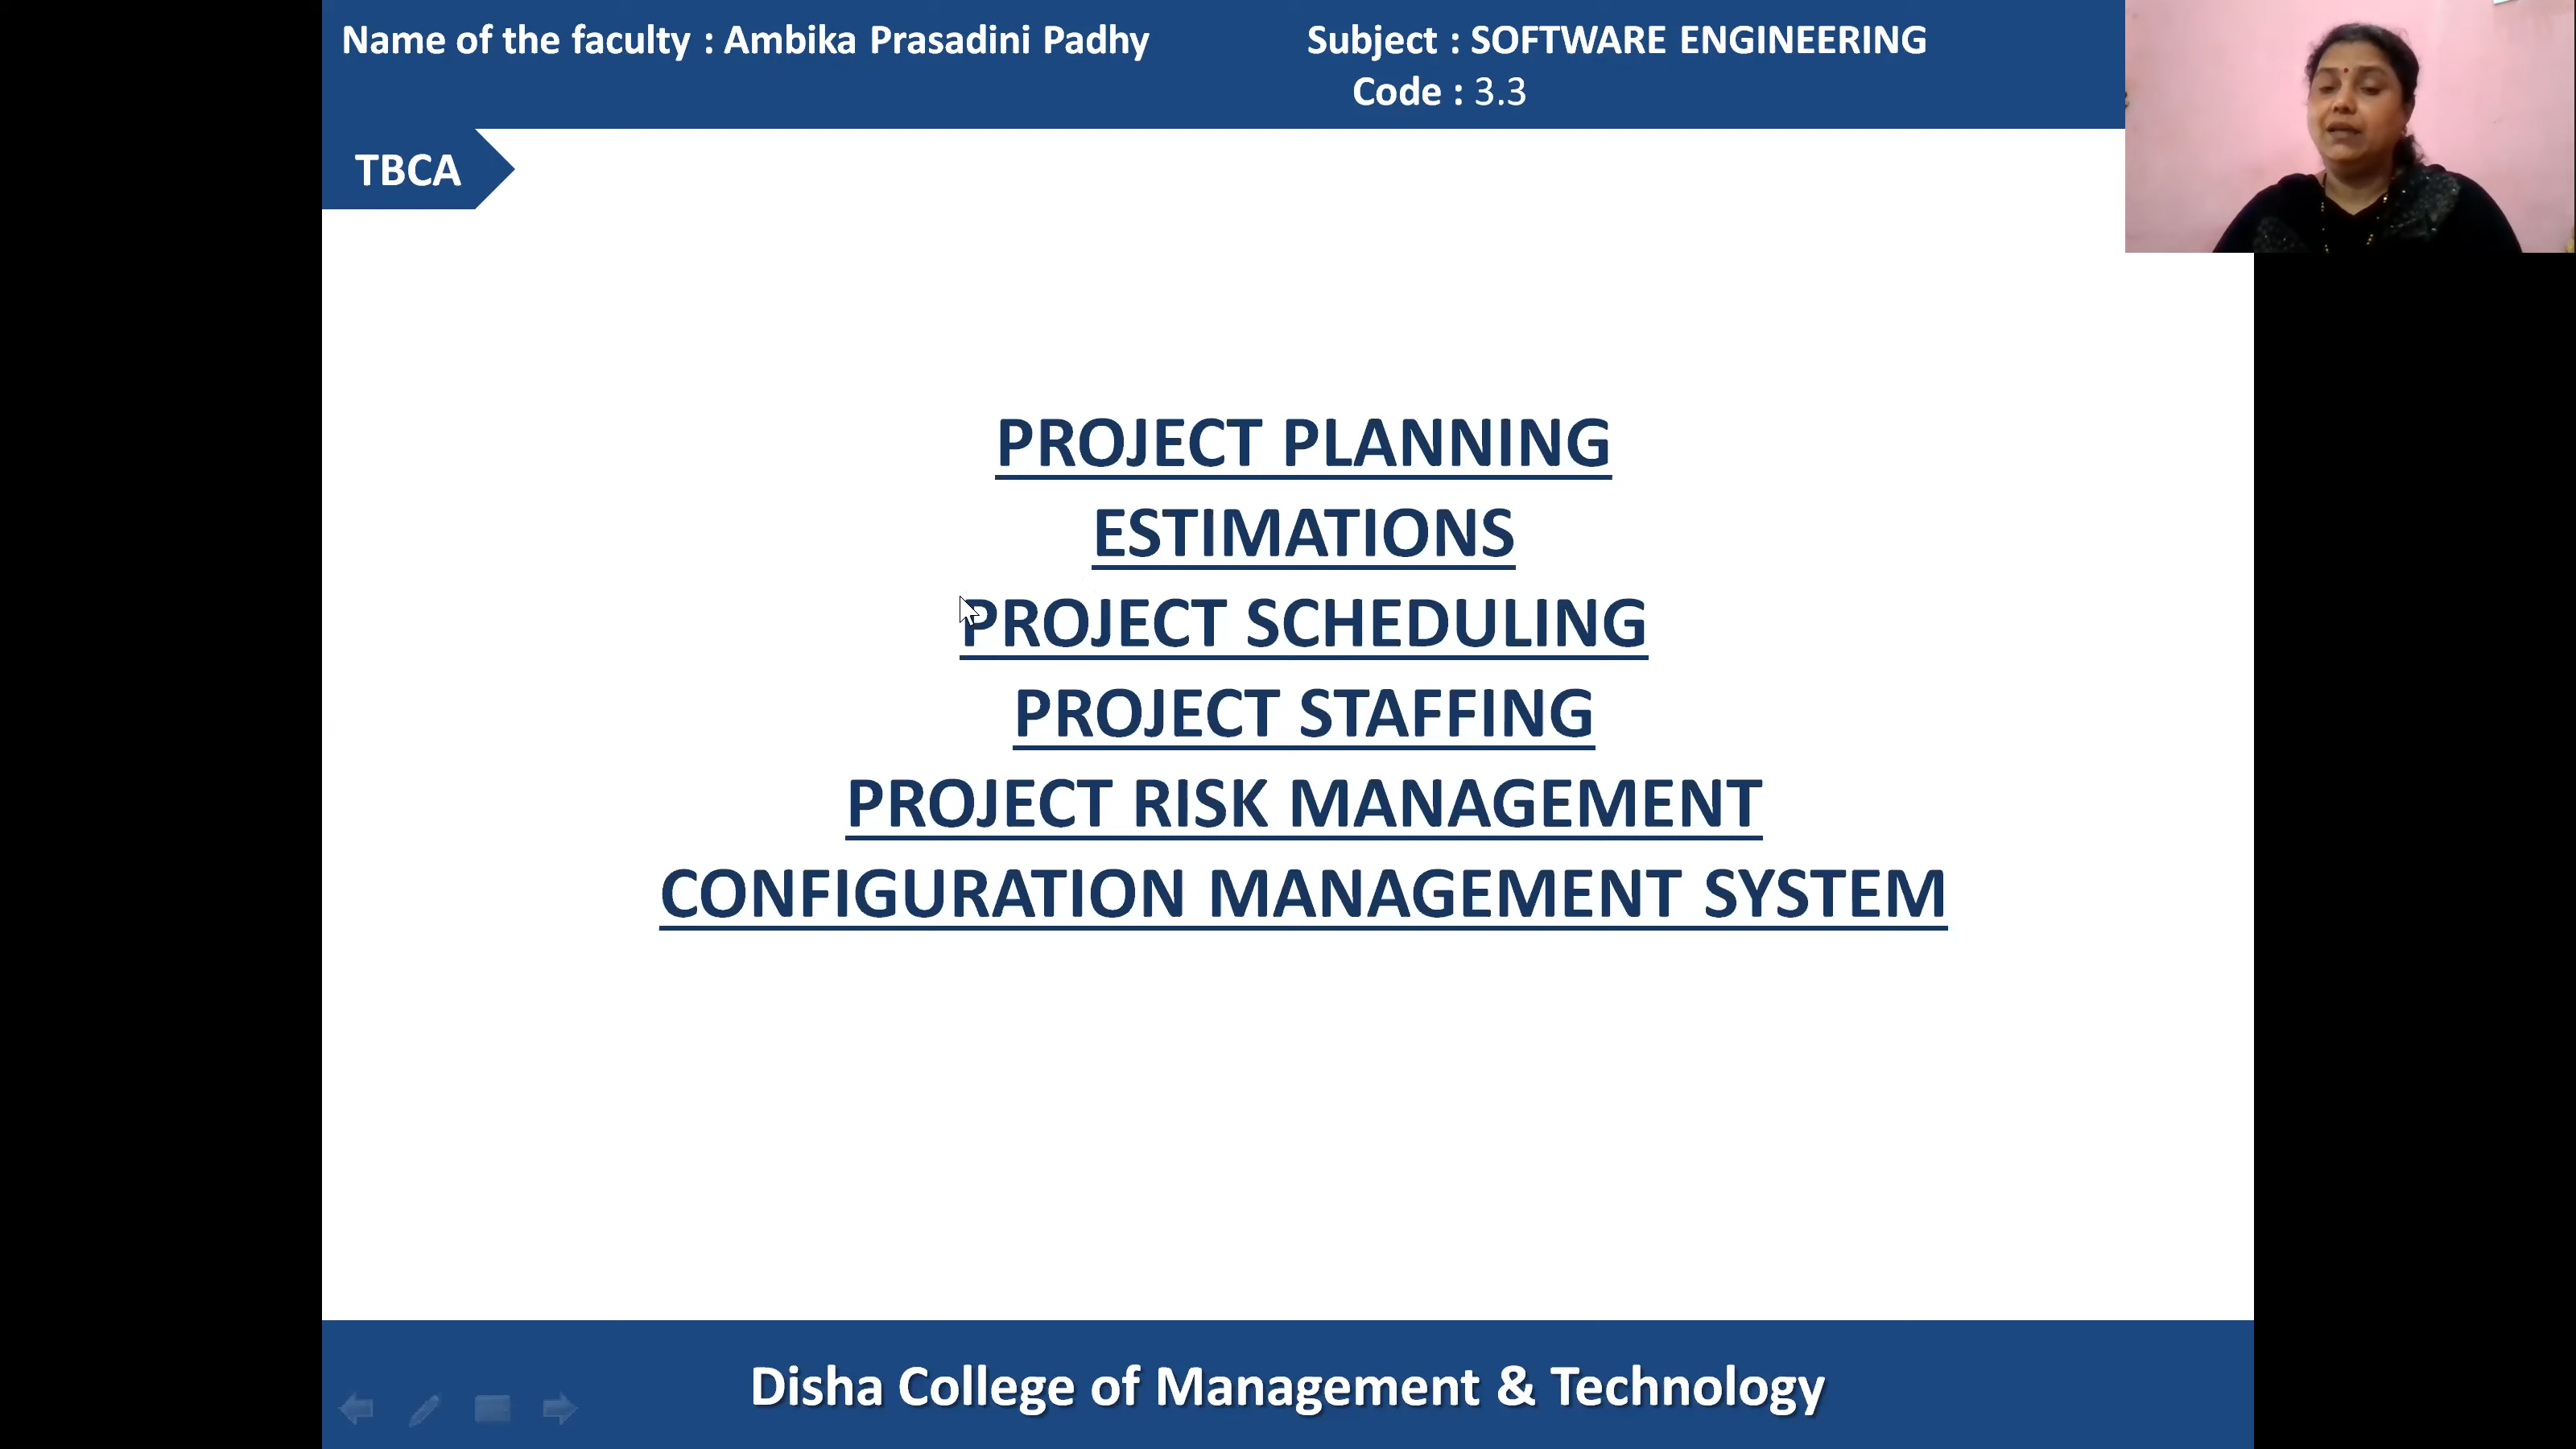 Name of the faculty : Ambika Prasadini Padhy
Subject : SOFTWARE ENGINEERING
Code : 3.3
TBCA
PROJECT PLANNING
ESTIMATIONS
PROJECT SCHEDULING
PROJECT STAFFING
PROJECT RISK MANAGEMENT
CONFIGURATION MANAGEMENT SYSTEM
Disha College of Management & Technology